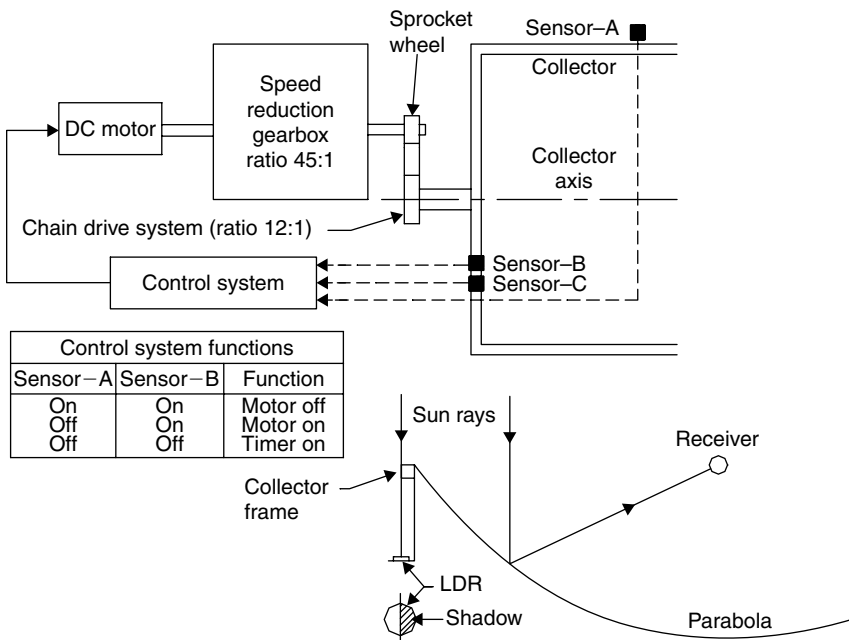 Sprocket
wheel
Sensor–A
Collector
Speed
reduction
gearbox
ratio 45:1
DC motor
Collector
axis
Chain drive system (ratio 12:1)
Sensor–B
Sensor–C
Control system
Control system functions
Sensor–A Sensor–B Function
On On Motor off
Off On Motor on
Off Off Timer on
Sun rays
Receiver
Collector
frame
LDR
Shadow
Parabola